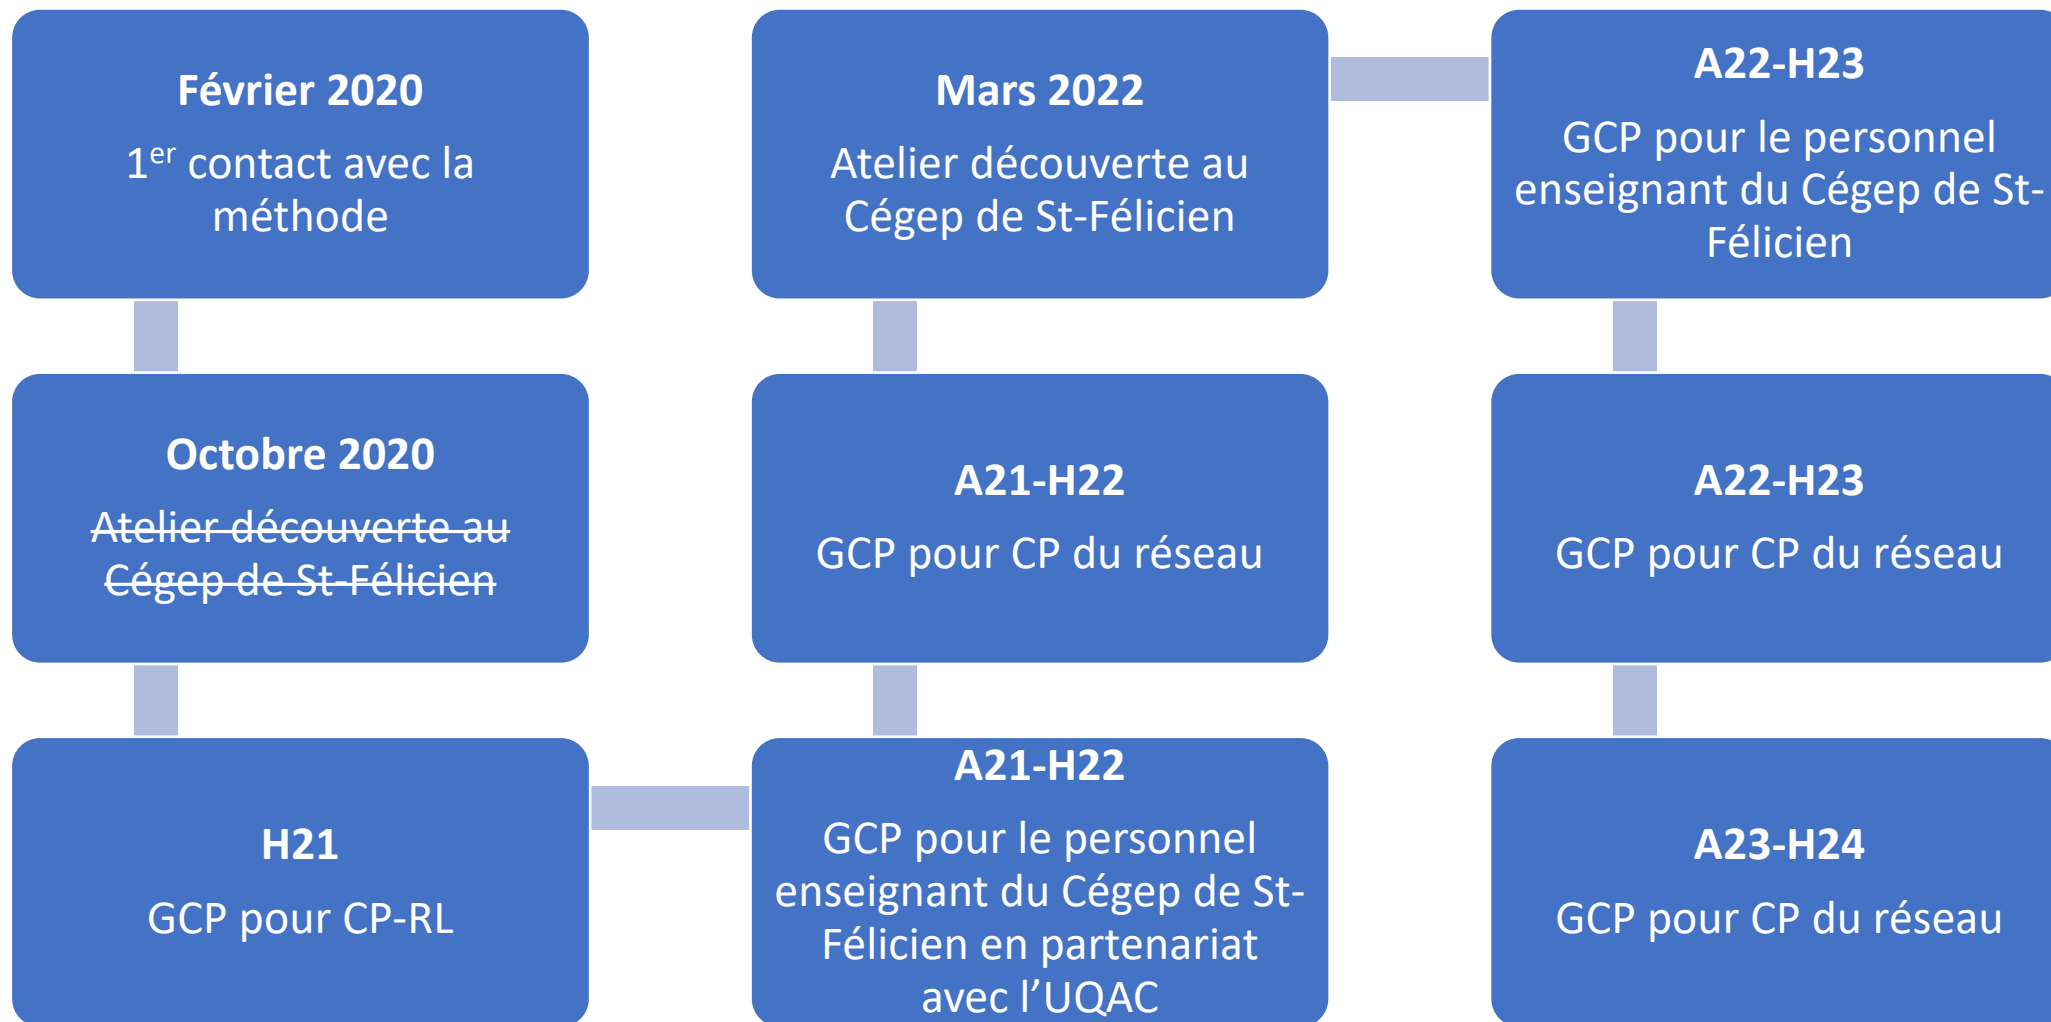 Février 2020
1er contact avec la
méthode
Octobre 2020
Atelier découverte au
Cégep de St-Félicien
H21
GCP pour CP-RL
A21-H22
GCP pour le personnel
enseignant du Cégep de St-
Félicien en partenariat
avec l’UQAC
A21-H22
GCP pour CP du réseau
Mars 2022
Atelier découverte au
Cégep de St-Félicien
A22-H23
GCP pour le personnel
enseignant du Cégep de St-
Félicien
A22-H23
GCP pour CP du réseau
A23-H24
GCP pour CP du réseau